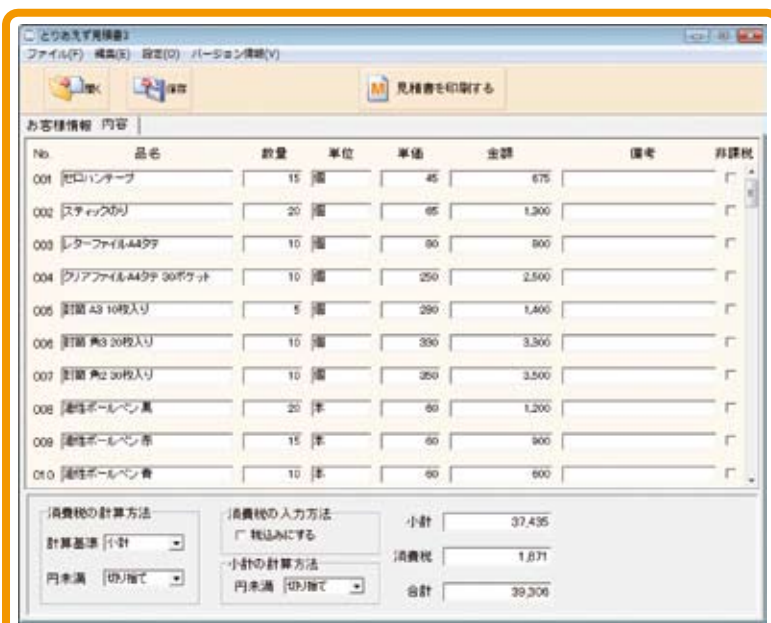 とりあえず見積書2
ファイル(F) 編集(E) 設定(O) バージョン情報(V)
開く 保存 見積書を印刷する
お客様情報 内容
No. 品名 数量 単位 単価 金額 備考 非課税
001 セロハンテープ 15 個 45 675
002 スティックのり 20 個 65 1,300
003 レターファイルA4タテ 10 個 80 800
004 クリアファイルA4タテ 30ポケット 10 個 250 2,500
005 封筒 A3 10枚入り 5 個 280 1,400
006 封筒 角3 20枚入り 10 個 330 3,300
007 封筒 角2 30枚入り 10 個 350 3,500
008 油性ボールペン 黒 20 本 60 1,200
009 油性ボールペン 赤 15 本 60 900
010 油性ボールペン 青 10 本 60 600
消費税の計算方法
計算基準 小計
円未満 切り捨て
消費税の入力方法
税込みにする
小計の計算方法
円未満 切り捨て
小計 37,435
消費税 1,871
合計 39,306